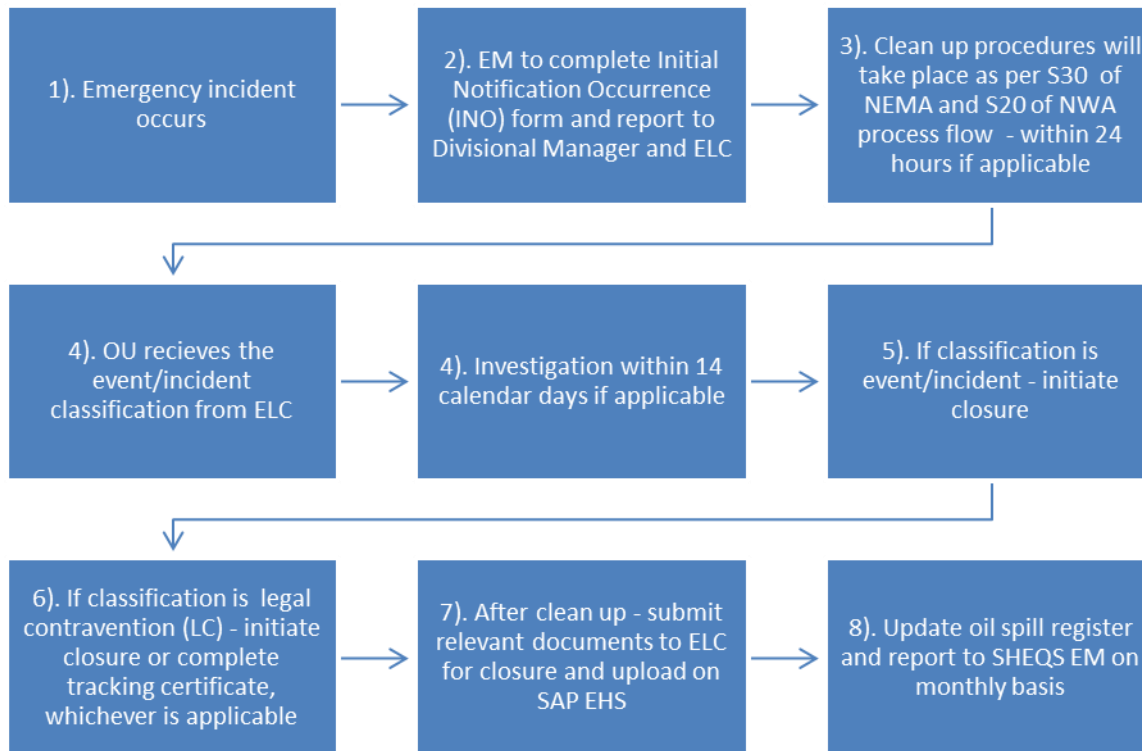 1). Emergency incident
occurs
2). EM to complete Initial
Notification Occurrence
(INO) form and report to
Divisional Manager and ELC
3). Clean up procedures will
take place as per S30 of
NEMA and S20 of NWA
process flow - within 24
hours if applicable
4). OU recieves the
event/incident
classification from ELC
4). Investigation within 14
calendar days if applicable
5). If classification is
event/incident - initiate
closure
6). If classification is legal
contravention (LC) - initiate
closure or complete
tracking certificate,
whichever is applicable
7). After clean up - submit
relevant documents to ELC
for closure and upload on
SAP EHS
8). Update oil spill register
and report to SHEQS EM on
monthly basis